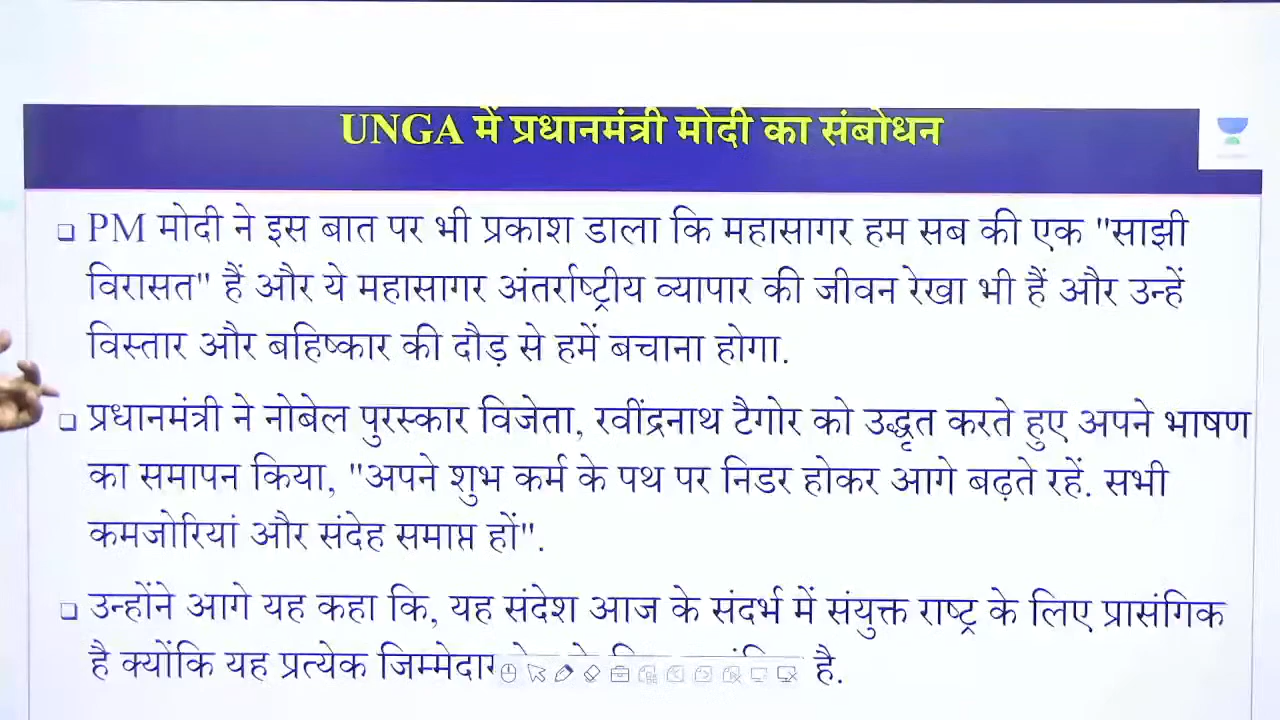 UNGA में प्रधानमंत्री मोदी का संबोधन
PM मोदी ने इस बात पर भी प्रकाश डाला कि महासागर हम सब की एक "साझी
विरासत" हैं और ये महासागर अंतर्राष्ट्रीय व्यापार की जीवन रेखा भी हैं और उन्हें
विस्तार और बहिष्कार की दौड़ से हमें बचाना होगा.
प्रधानमंत्री ने नोबेल पुरस्कार विजेता, रवींद्रनाथ टैगोर को उद्धृत करते हुए अपने भाषण
का समापन किया, "अपने शुभ कर्म के पथ पर निडर होकर आगे बढ़ते रहें. सभी
कमजोरियां और संदेह समाप्त हों".
उन्होंने आगे यह कहा कि, यह संदेश आज के संदर्भ में संयुक्त राष्ट्र के लिए प्रासंगिक
है क्योंकि यह प्रत्येक जिम्मेदार है.